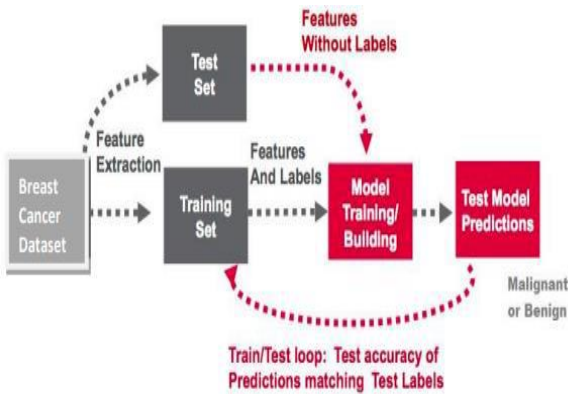 Features
Without Labels
Test
Set
Feature
Extraction
Features
And Labels
Breast
Cancer
Dataset
Training
Set
Model
Training/
Building
Test Model
Predictions
Malignant
or Benign
Train/Test loop: Test accuracy of
Predictions matching Test Labels